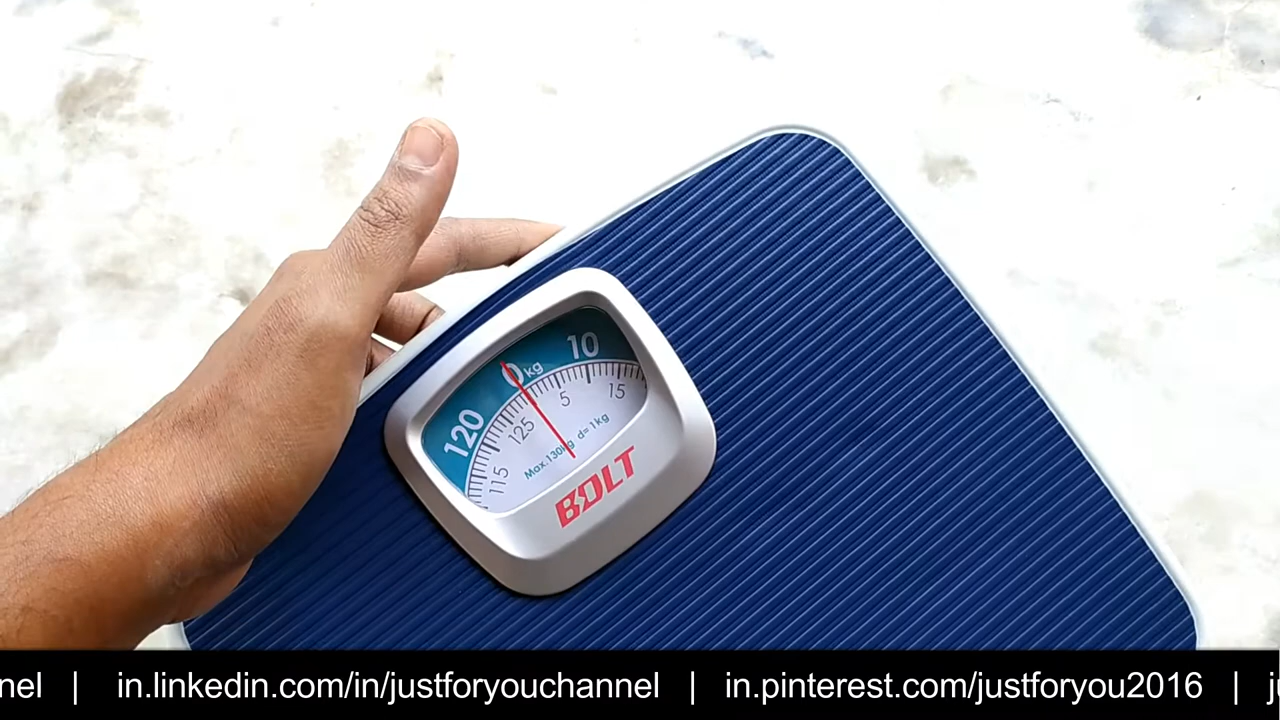 0 kg
10
120
5
15
125
115
Max.130kg d=1kg
BOLT
nel | in.linkedin.com/in/justforyouchannel | in.pinterest.com/justforyou2016 |